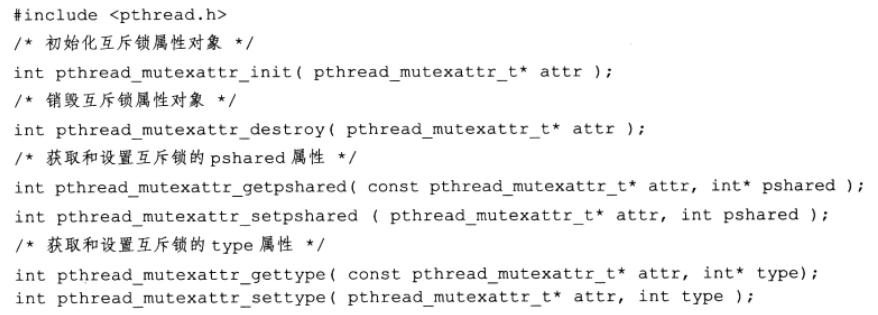 #include <pthread.h>
/* 初始化互斥锁属性对象 */
int pthread_mutexattr_init( pthread_mutexattr_t* attr );
/* 销毁互斥锁属性对象 */
int pthread_mutexattr_destroy( pthread_mutexattr_t* attr );
/* 获取和设置互斥锁的 pshared 属性 */
int pthread_mutexattr_getpshared( const pthread_mutexattr_t* attr, int* pshared );
int pthread_mutexattr_setpshared ( pthread_mutexattr_t* attr, int pshared );
/* 获取和设置互斥锁的 type 属性 */
int pthread_mutexattr_gettype( const pthread_mutexattr_t* attr, int* type);
int pthread_mutexattr_settype( pthread_mutexattr_t* attr, int type );